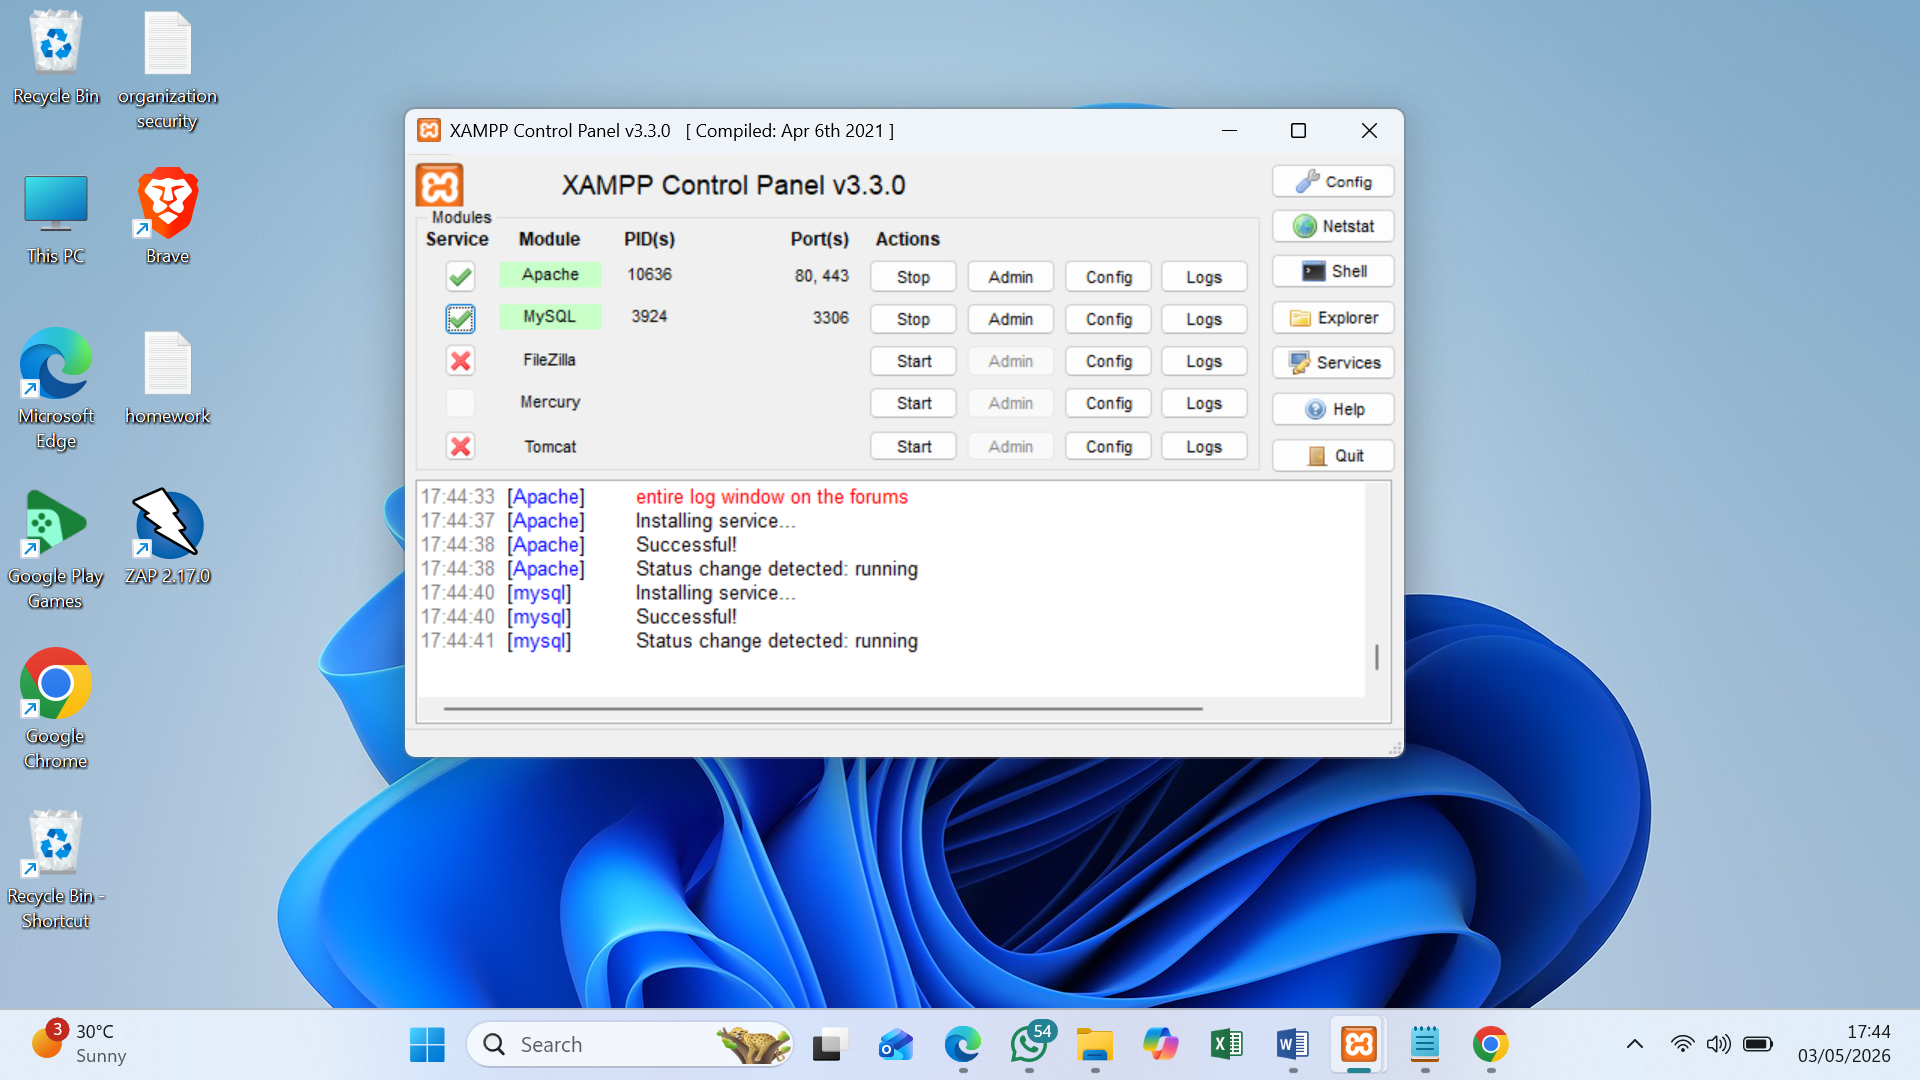 Recycle Bin
organization
security
This PC
Brave
Microsoft
Edge
homework
Google Play
Games
ZAP 2.17.0
Google
Chrome
Recycle Bin -
Shortcut
XAMPP Control Panel v3.3.0 [ Compiled: Apr 6th 2021 ]
XAMPP Control Panel v3.3.0
Modules
Service Module PID(s) Port(s) Actions
Apache 10636 80, 443 Stop Admin Config Logs
MySQL 3924 3306 Stop Admin Config Logs
FileZilla Start Admin Config Logs
Mercury Start Admin Config Logs
Tomcat Start Admin Config Logs
Config
Netstat
Shell
Explorer
Services
Help
Quit
17:44:33 [Apache] entire log window on the forums
17:44:37 [Apache] Installing service...
17:44:38 [Apache] Successful!
17:44:38 [Apache] Status change detected: running
17:44:40 [mysql] Installing service...
17:44:40 [mysql] Successful!
17:44:41 [mysql] Status change detected: running
3
30°C
Sunny
Search
54
17:44
03/05/2026